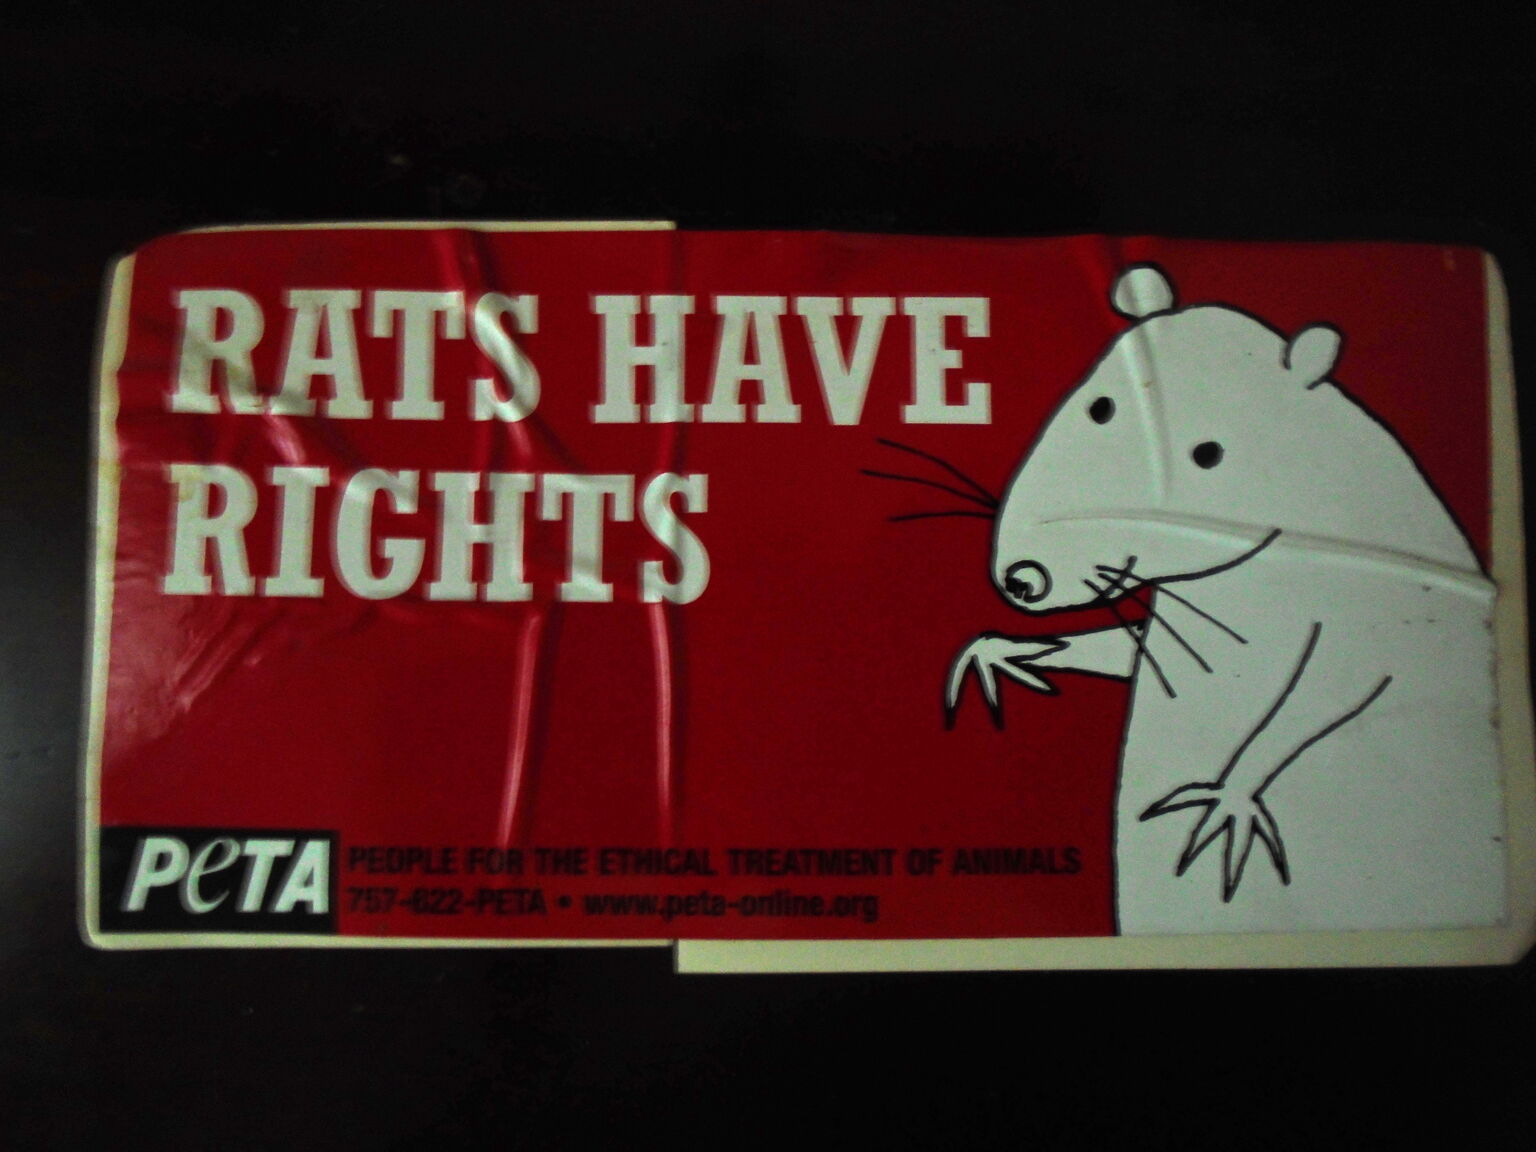 RATS HAVE
RIGHTS
PeTA
PEOPLE FOR THE ETHICAL TREATMENT OF ANIMALS
757-622-PETA • www.peta-online.org